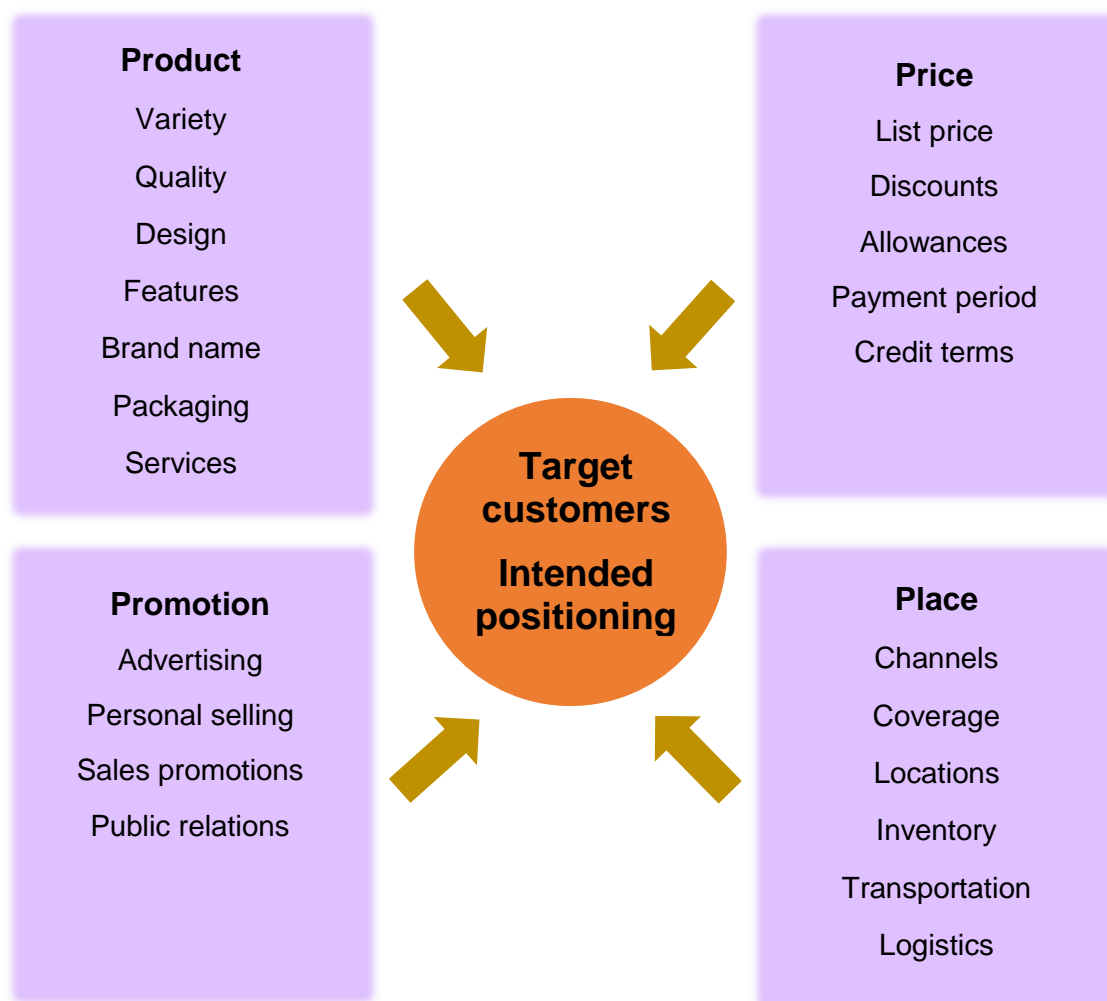 Product
Variety
Quality
Design
Features
Brand name
Packaging
Services
Price
List price
Discounts
Allowances
Payment period
Credit terms
Target
customers
Intended
positioning
Promotion
Advertising
Personal selling
Sales promotions
Public relations
Place
Channels
Coverage
Locations
Inventory
Transportation
Logistics